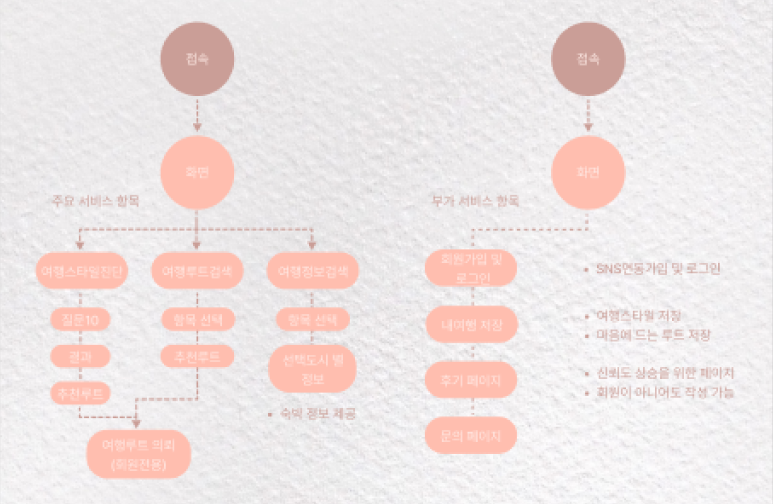 접속
화면
주요 서비스 항목
여행스타일진단
여행루트검색
여행정보검색
질문10
항목 선택
항목 선택
결과
추천루트
선택도시 별
정보
추천루트
숙박 정보 제공
여행루트 의뢰
(회원전용)
접속
화면
부가 서비스 항목
회원가입 및
로그인
SNS연동가입 및 로그인
내여행 저장
여행스타일 저장
마음에 드는 루트 저장
후기 페이지
신뢰도 상승을 위한 페이지
회원이 아니어도 작성 가능
문의 페이지